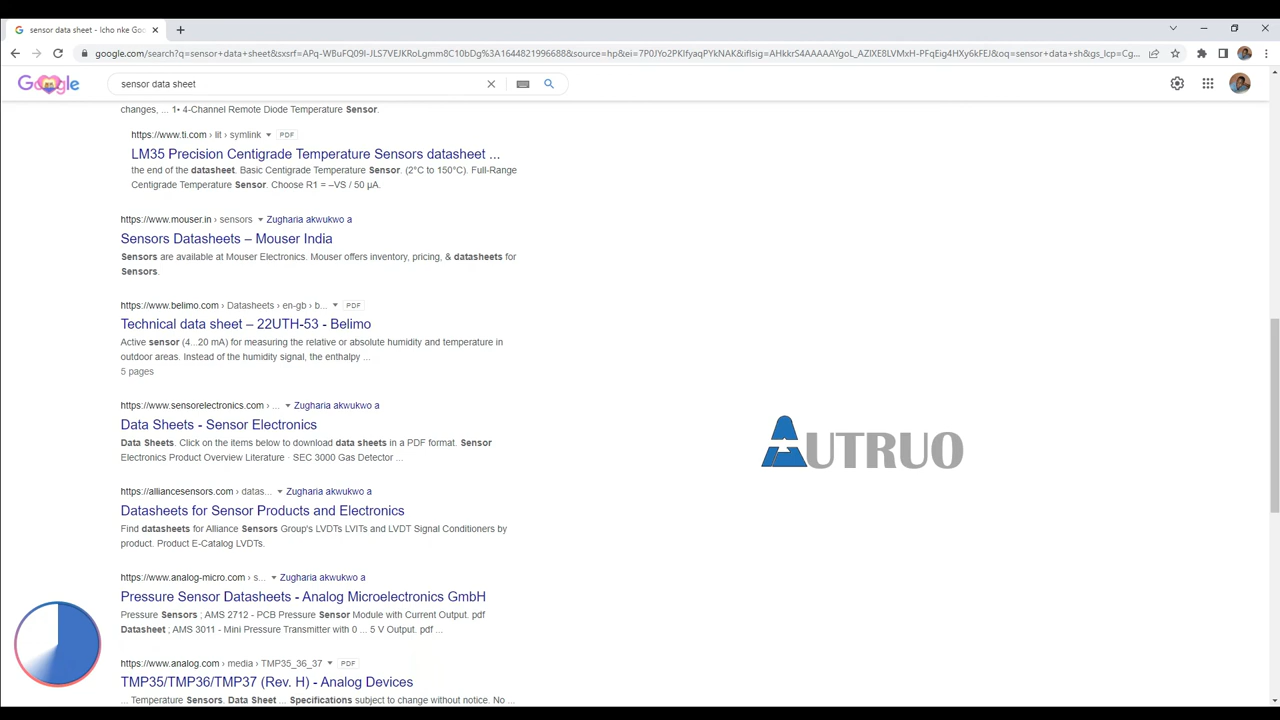 sensor data sheet - Icho nke Goo
google.com/search?q=sensor+data+sheet&sxsrf=APq-WBuFQ09I-JLS7VEJKRoLgmm8C10bDg%3A1644821996688&source=hp&ei=7P0JYo2PKIfyaqPYkNAK&iflsig=AHkkrS4AAAAAYgoL_AZIXE8LVMxH-PFqEig4HXy6kFEJ&oq=sensor+data+sh&gs_lcp=Cg...
Google
sensor data sheet
changes, ... 1• 4-Channel Remote Diode Temperature Sensor.
https://www.ti.com › lit › symlink PDF
LM35 Precision Centigrade Temperature Sensors datasheet ...
the end of the datasheet. Basic Centigrade Temperature Sensor. (2°C to 150°C). Full-Range
Centigrade Temperature Sensor. Choose R1 = –VS / 50 µA.
https://www.mouser.in › sensors Zugharia akwukwo a
Sensors Datasheets – Mouser India
Sensors are available at Mouser Electronics. Mouser offers inventory, pricing, & datasheets for
Sensors.
https://www.belimo.com › Datasheets › en-gb › b... PDF
Technical data sheet – 22UTH-53 - Belimo
Active sensor (4...20 mA) for measuring the relative or absolute humidity and temperature in
outdoor areas. Instead of the humidity signal, the enthalpy ...
5 pages
https://www.sensorelectronics.com › ... Zugharia akwukwo a
Data Sheets - Sensor Electronics
Data Sheets. Click on the items below to download data sheets in a PDF format. Sensor
Electronics Product Overview Literature · SEC 3000 Gas Detector ...
https://alliancesensors.com › datas... Zugharia akwukwo a
Datasheets for Sensor Products and Electronics
Find datasheets for Alliance Sensors Group's LVDTs LVITs and LVDT Signal Conditioners by
product. Product E-Catalog LVDTs.
https://www.analog-micro.com › s... Zugharia akwukwo a
Pressure Sensor Datasheets - Analog Microelectronics GmbH
Pressure Sensors ; AMS 2712 - PCB Pressure Sensor Module with Current Output. pdf
Datasheet ; AMS 3011 - Mini Pressure Transmitter with 0 ... 5 V Output. pdf ...
https://www.analog.com › media › TMP35_36_37 PDF
TMP35/TMP36/TMP37 (Rev. H) - Analog Devices
... Temperature Sensors. Data Sheet ... Specifications subject to change without notice. No ...
AUTRUO